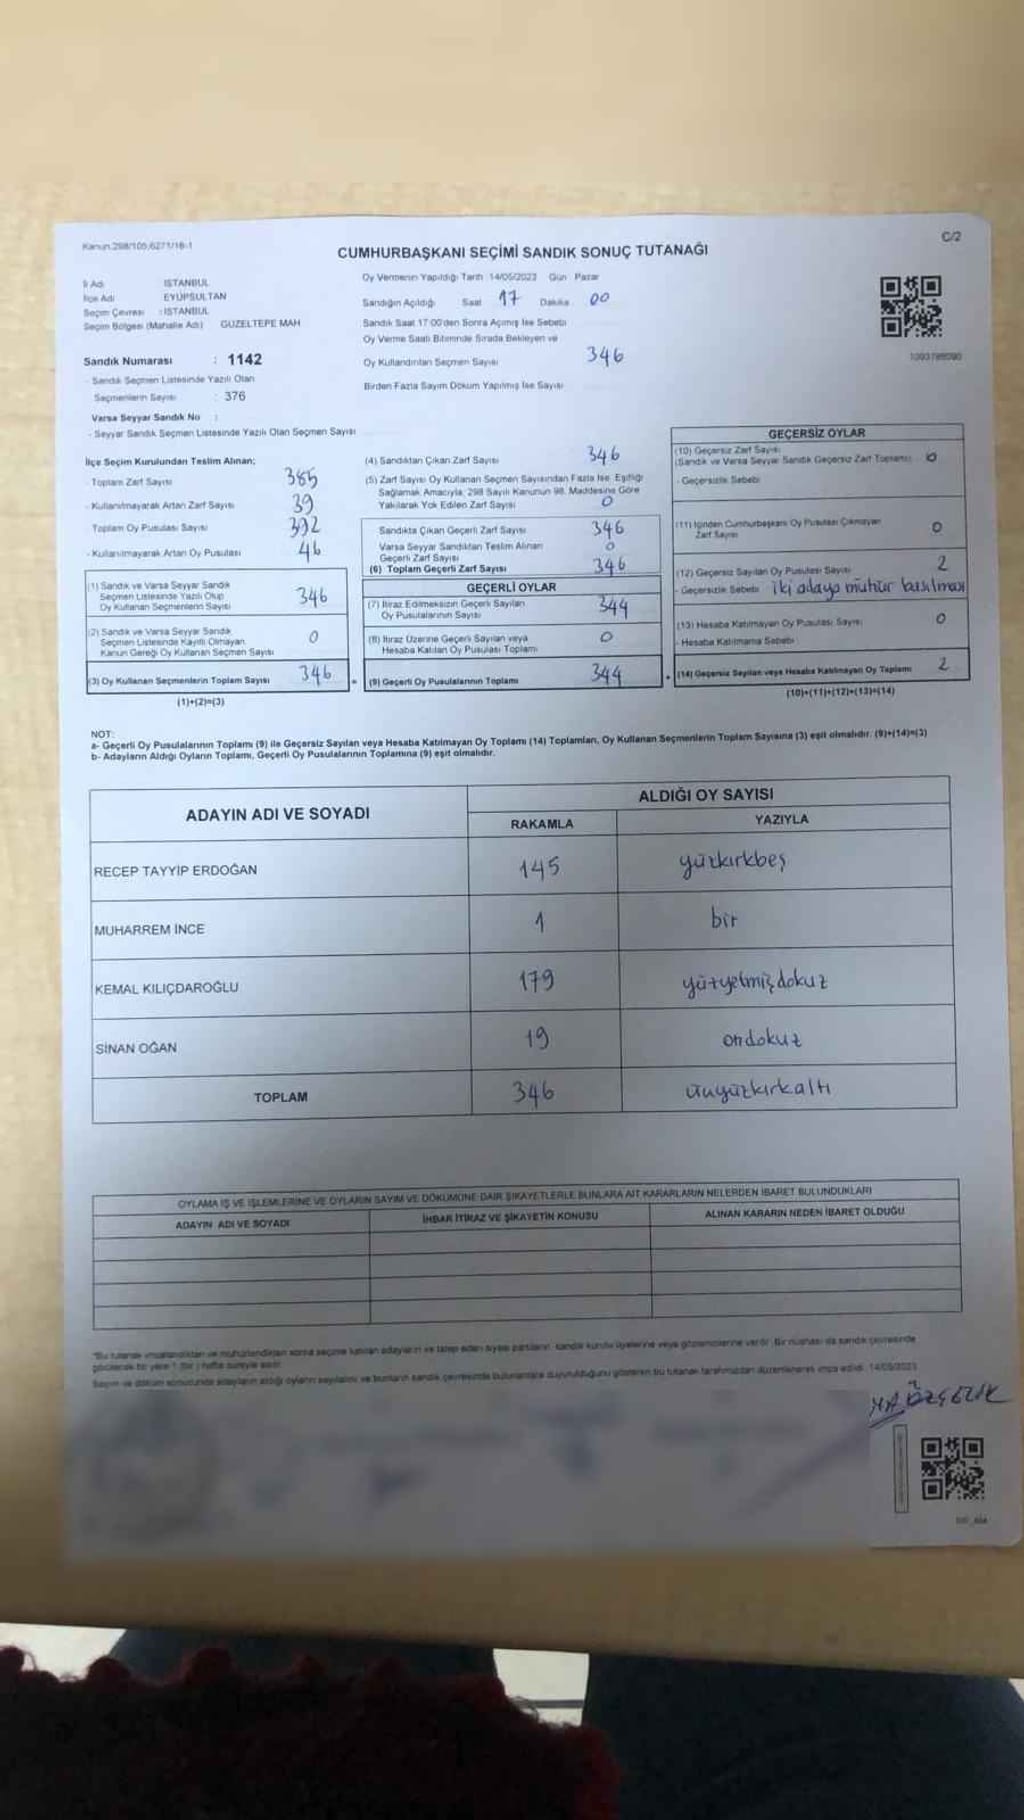 Kanun:298/105,6271/16-1
C/2
CUMHURBAŞKANI SEÇİMİ SANDIK SONUÇ TUTANAĞI
İl Adı İSTANBUL
İlçe Adı EYÜPSULTAN
Seçim Çevresi : İSTANBUL
Seçim Bölgesi (Mahalle Adı) GÜZELTEPE MAH
Sandık Numarası : 1142
- Sandık Seçmen Listesinde Yazılı Olan
Seçmenlerin Sayısı : 376
Varsa Seyyar Sandık No :
- Seyyar Sandık Seçmen Listesinde Yazılı Olan Seçmen Sayısı
Oy Vermenin Yapıldığı Tarih 14/05/2023 Gün Pazar
Sandığın Açıldığı Saat 17 Dakika 00
Sandık Saat 17:00'den Sonra Açılmış İse Sebebi
Oy Verme Saati Bitiminde Sırada Bekleyen ve
Oy Kullandırılan Seçmen Sayısı 346
Birden Fazla Sayım Döküm Yapılmış İse Sayısı
İlçe Seçim Kurulundan Teslim Alınan;
- Toplam Zarf Sayısı 385
- Kullanılmayarak Artan Zarf Sayısı 39
Toplam Oy Pusulası Sayısı 392
- Kullanılmayarak Artan Oy Pusulası 46
(1) Sandık ve Varsa Seyyar Sandık
Seçmen Listesinde Yazılı Olup
Oy Kullanan Seçmenlerin Sayısı 346
(2) Sandık ve Varsa Seyyar Sandık
Seçmen Listesinde Kayıtlı Olmayan
Kanun Gereği Oy Kullanan Seçmen Sayısı 0
(3) Oy Kullanan Seçmenlerin Toplam Sayısı 346
(1)+(2)=(3)
(4) Sandıktan Çıkan Zarf Sayısı 346
(5) Zarf Sayısı Oy Kullanan Seçmen Sayısından Fazla İse, Eşitliği
Sağlamak Amacıyla, 298 Sayılı Kanunun 98. Maddesine Göre
Yakılarak Yok Edilen Zarf Sayısı 0
Sandıkta Çıkan Geçerli Zarf Sayısı 346
Varsa Seyyar Sandıktan Teslim Alınan
Geçerli Zarf Sayısı 0
(6) Toplam Geçerli Zarf Sayısı 346
GEÇERLİ OYLAR
(7) İtiraz Edilmeksizin Geçerli Sayılan
Oy Pusulalarının Sayısı 344
(8) İtiraz Üzerine Geçerli Sayılan veya
Hesaba Katılan Oy Pusulası Toplamı 0
= (9) Geçerli Oy Pusulalarının Toplamı 344
GEÇERSİZ OYLAR
(10) Geçersiz Zarf Sayısı
(Sandık ve Varsa Seyyar Sandık Geçersiz Zarf Toplamı) 0
- Geçersizlik Sebebi
(11) İçinden Cumhurbaşkanı Oy Pusulası Çıkmayan
Zarf Sayısı 0
(12) Geçersiz Sayılan Oy Pusulası Sayısı 2
- Geçersizlik Sebebi iki adaya mühür basılması
(13) Hesaba Katılmayan Oy Pusulası Sayısı 0
- Hesaba Katılmama Sebebi
+ (14) Geçersiz Sayılan veya Hesaba Katılmayan Oy Toplamı 2
(10)+(11)+(12)+(13)=(14)
NOT:
a- Geçerli Oy Pusulalarının Toplamı (9) ile Geçersiz Sayılan veya Hesaba Katılmayan Oy Toplamı (14) Toplamları, Oy Kullanan Seçmenlerin Toplam Sayısına (3) eşit olmalıdır. (9)+(14)=(3)
b- Adayların Aldığı Oyların Toplamı, Geçerli Oy Pusulalarının Toplamına (9) eşit olmalıdır.
ADAYIN ADI VE SOYADI
ALDIĞI OY SAYISI
RAKAMLA YAZIYLA
RECEP TAYYİP ERDOĞAN 145 yüzkırkbeş
MUHARREM İNCE 1 bir
KEMAL KILIÇDAROĞLU 179 yüzyetmişdokuz
SİNAN OĞAN 19 ondokuz
TOPLAM 346 üçyüzkırkaltı
OYLAMA İŞ VE İŞLEMLERİNE VE OYLARIN SAYIM VE DÖKÜMÜNE DAİR ŞİKAYETLERLE BUNLARA AİT KARARLARIN NELERDEN İBARET BULUNDUKLARI
ADAYIN ADI VE SOYADI İHBAR İTİRAZ VE ŞİKAYETİN KONUSU ALINAN KARARIN NEDEN İBARET OLDUĞU
ÖZÇELİK